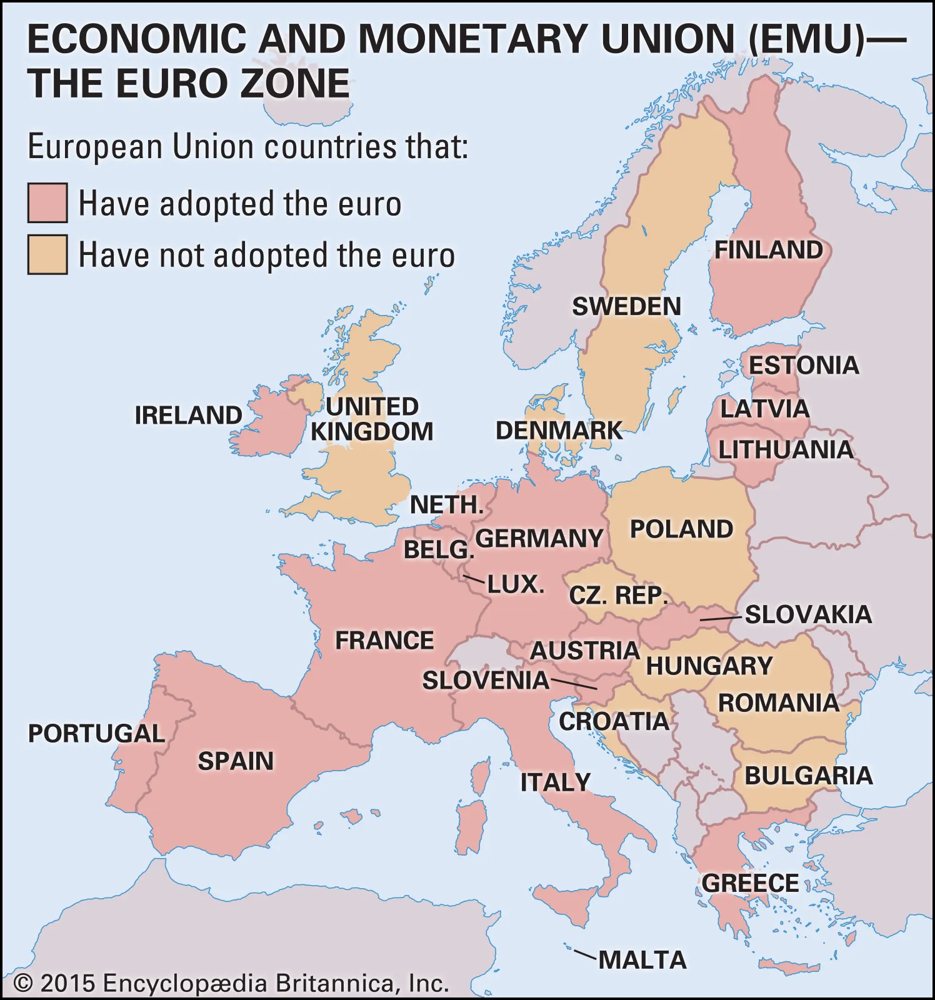 ECONOMIC AND MONETARY UNION (EMU)—
THE EURO ZONE
European Union countries that:
Have adopted the euro
Have not adopted the euro
FINLAND
SWEDEN
ESTONIA
IRELAND
UNITED
KINGDOM
LATVIA
DENMARK
LITHUANIA
NETH.
POLAND
GERMANY
BELG.
LUX.
CZ. REP.
SLOVAKIA
FRANCE
AUSTRIA
HUNGARY
SLOVENIA
ROMANIA
CROATIA
PORTUGAL
SPAIN
BULGARIA
ITALY
GREECE
MALTA
© 2015 Encyclopædia Britannica, Inc.